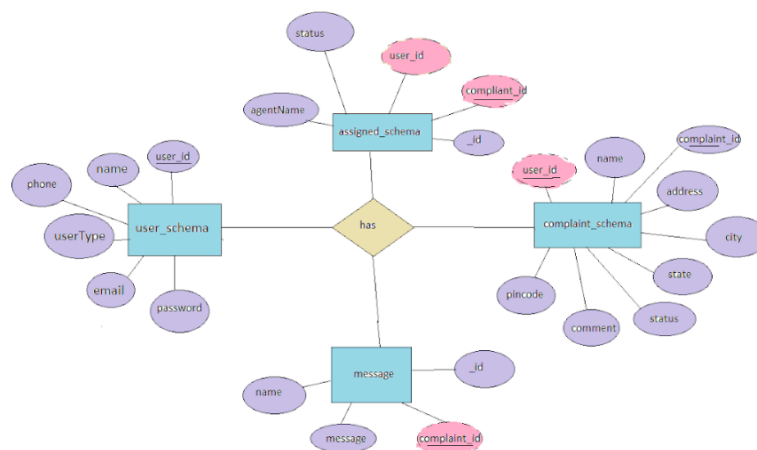 status
user_id
compliant_id
agentName
assigned_schema
_id
complaint_id
name
user_id
name
user_id
address
phone
user_schema
has
complaint_schema
userType
city
state
email
password
pincode
status
comment
message
_id
name
message
complaint_id